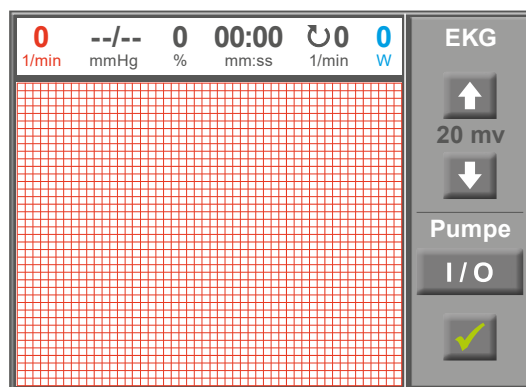 0 --/-- 0 00:00 ↻0 0
1/min mmHg % mm:ss 1/min W
EKG
20 mv
Pumpe
I / O